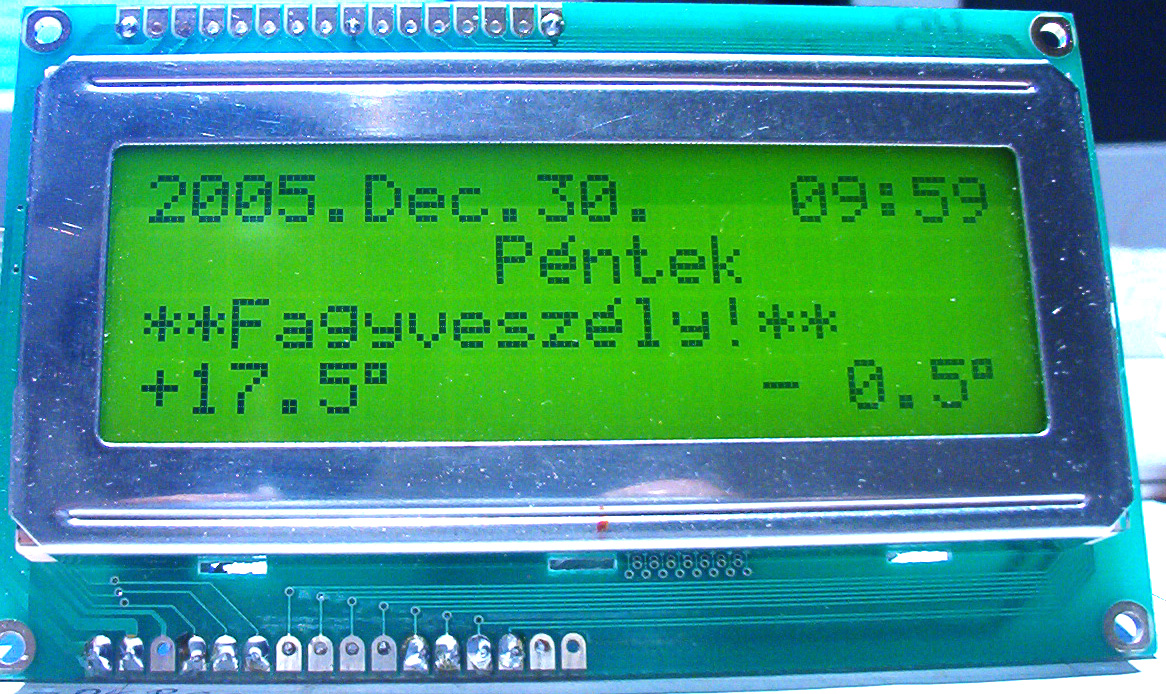 2005.Dec.30. 09:59
Péntek
**Fagyveszély!**
+17.5° - 0.5°